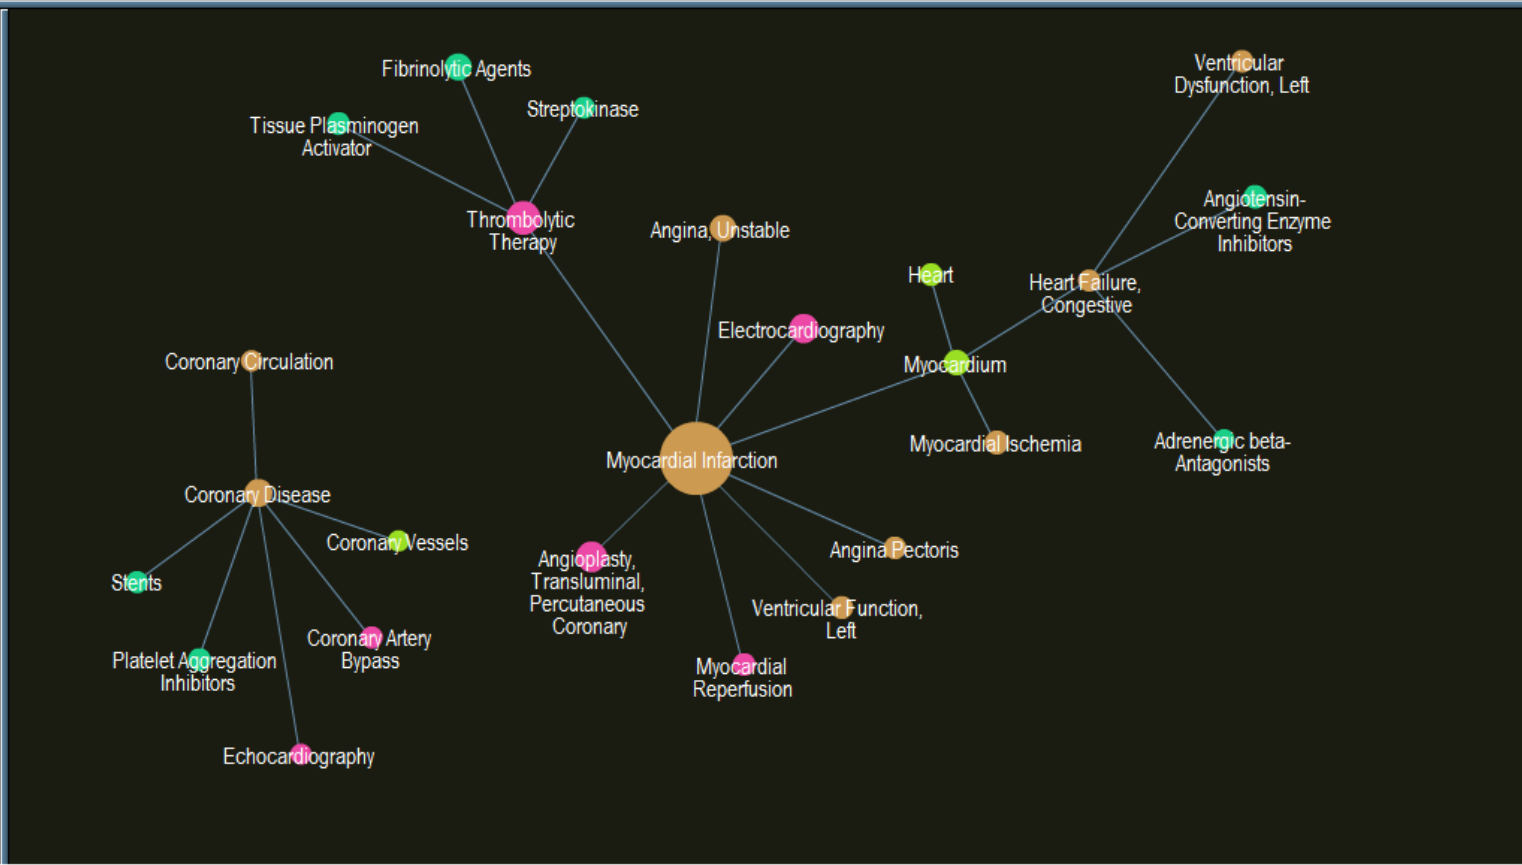 Fibrinolytic Agents
Streptokinase
Tissue Plasminogen
Activator
Thrombolytic
Therapy
Angina, Unstable
Ventricular
Dysfunction, Left
Angiotensin-
Converting Enzyme
Inhibitors
Heart
Heart Failure,
Congestive
Electrocardiography
Coronary Circulation
Myocardium
Myocardial Ischemia
Adrenergic beta-
Antagonists
Myocardial Infarction
Coronary Disease
Coronary Vessels
Stents
Angioplasty,
Transluminal,
Percutaneous
Coronary
Angina Pectoris
Ventricular Function,
Left
Coronary Artery
Bypass
Platelet Aggregation
Inhibitors
Myocardial
Reperfusion
Echocardiography